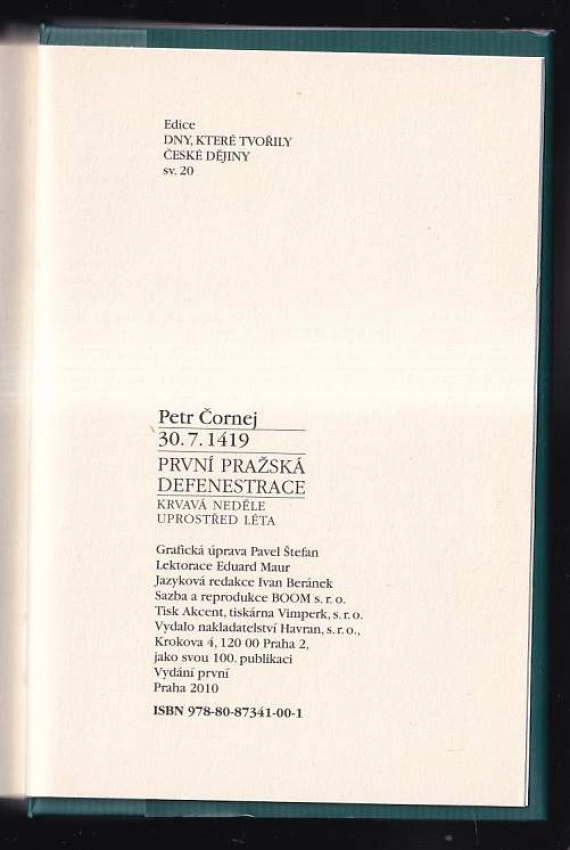 Edice
DNY, KTERÉ TVOŘILY
ČESKÉ DĚJINY
sv. 20
Petr Čornej
30. 7. 1419
PRVNÍ PRAŽSKÁ
DEFENESTRACE
KRVAVÁ NEDĚLE
UPROSTŘED LÉTA
Grafická úprava Pavel Štefan
Lektorace Eduard Maur
Jazyková redakce Ivan Beránek
Sazba a reprodukce BOOM s. r. o.
Tisk Akcent, tiskárna Vimperk, s. r. o.
Vydalo nakladatelství Havran, s. r. o.,
Krokova 4, 120 00 Praha 2,
jako svou 100. publikaci
Vydání první
Praha 2010
ISBN 978-80-87341-00-1